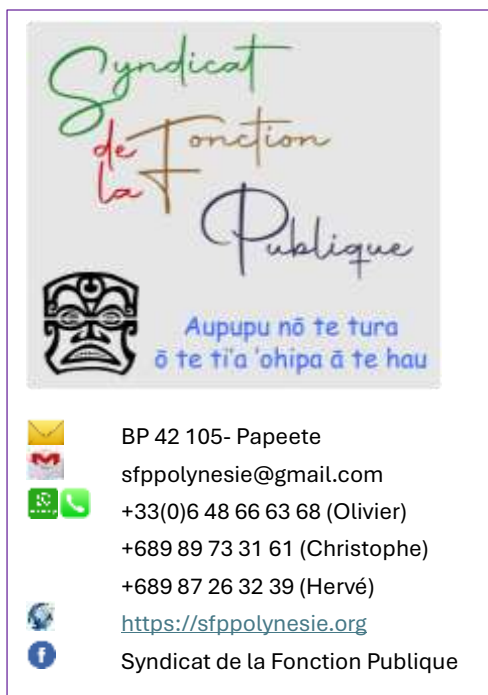 Syndicat
de Fonction
la
Publique
Aupupu nō te tura
ō te ti'a 'ohipa ā te hau
BP 42 105- Papeete
sfppolynesie@gmail.com
+33(0)6 48 66 63 68 (Olivier)
+689 89 73 31 61 (Christophe)
+689 87 26 32 39 (Hervé)
https://sfppolynesie.org
Syndicat de la Fonction Publique